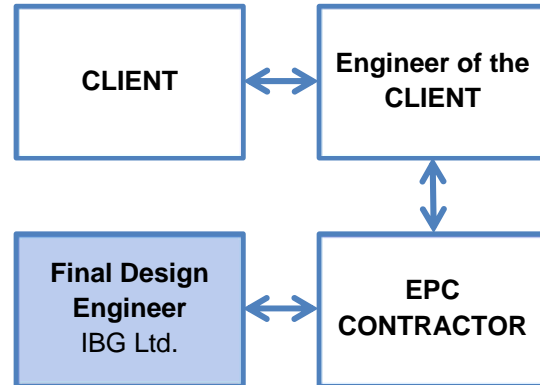 CLIENT
Engineer of the
CLIENT
Final Design
Engineer
IBG Ltd.
EPC
CONTRACTOR